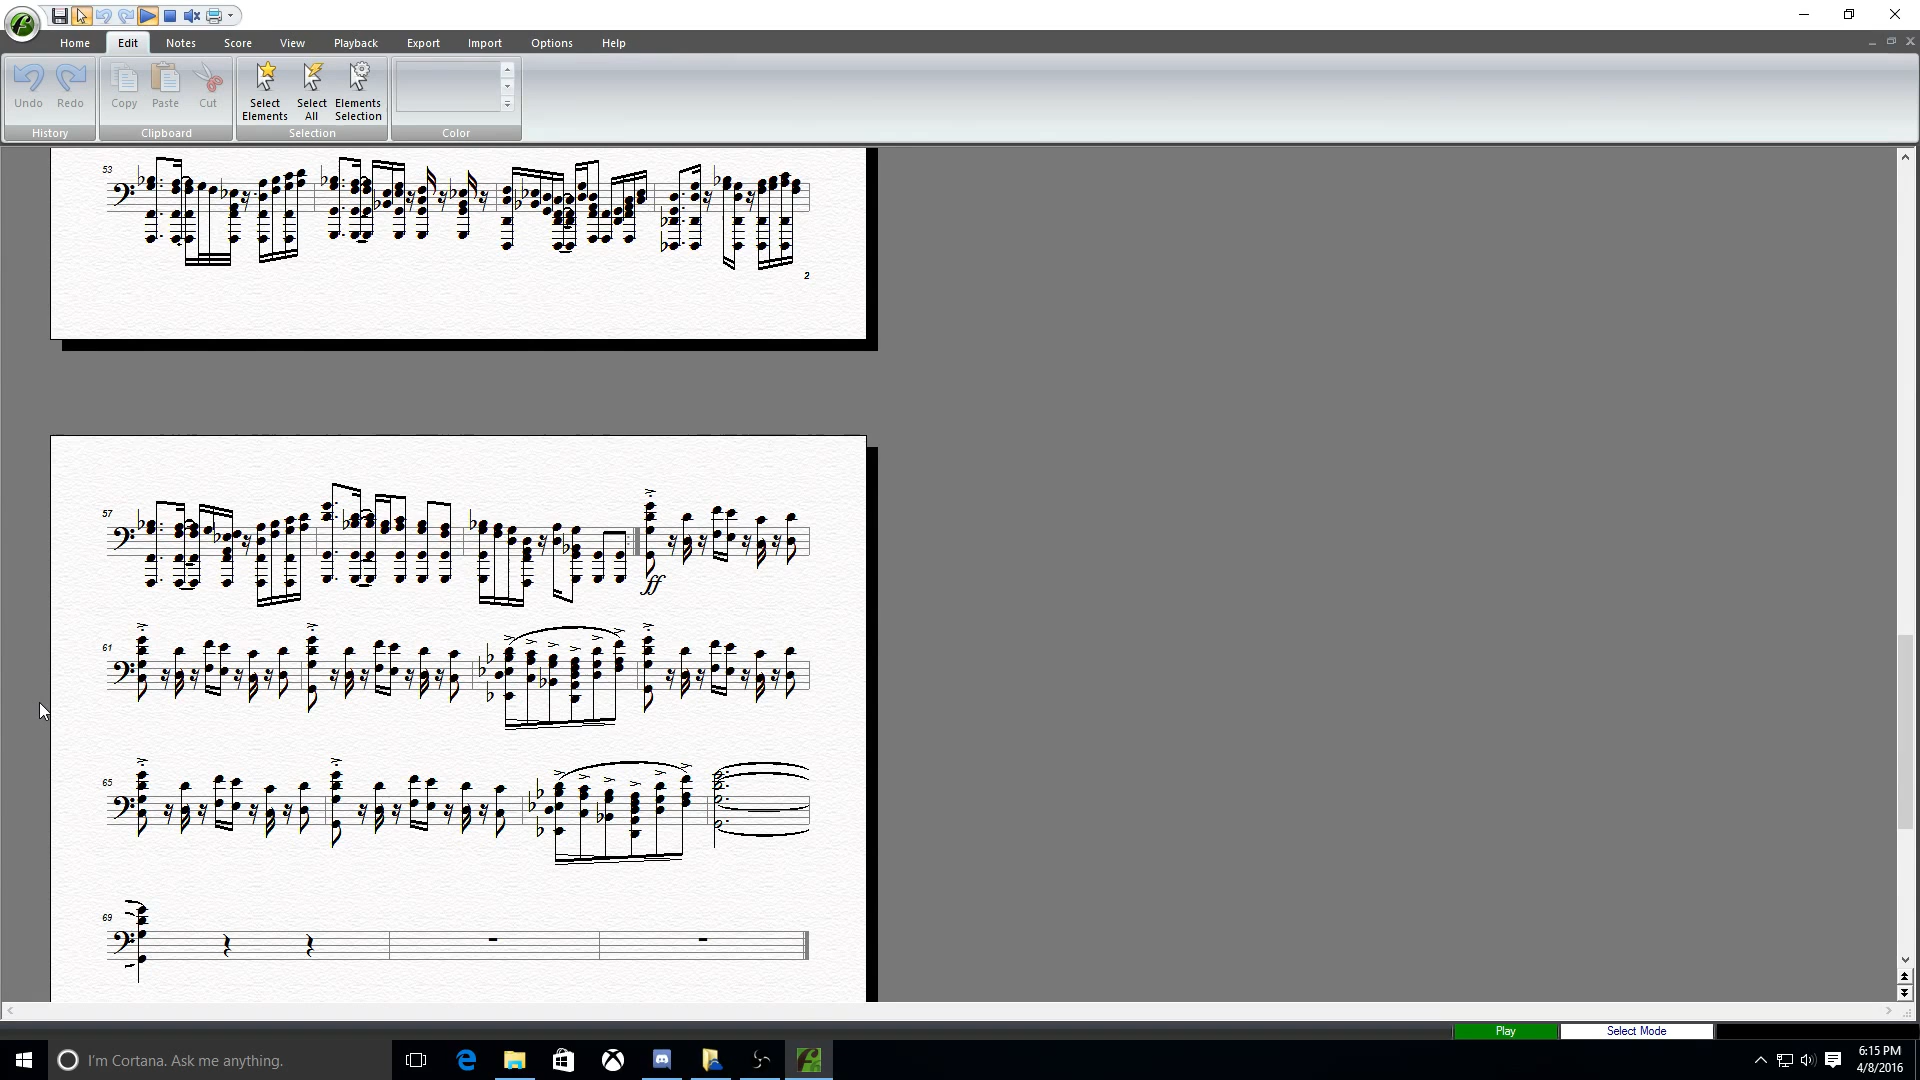 Home Edit Notes Score View Playback Export Import Options Help
Undo Redo Copy Paste Cut Select Elements Select All Elements Selection
History Clipboard Selection Color
53
2
57
ff
61
65
69
Play Select Mode
I'm Cortana. Ask me anything.
6:15 PM
4/8/2016